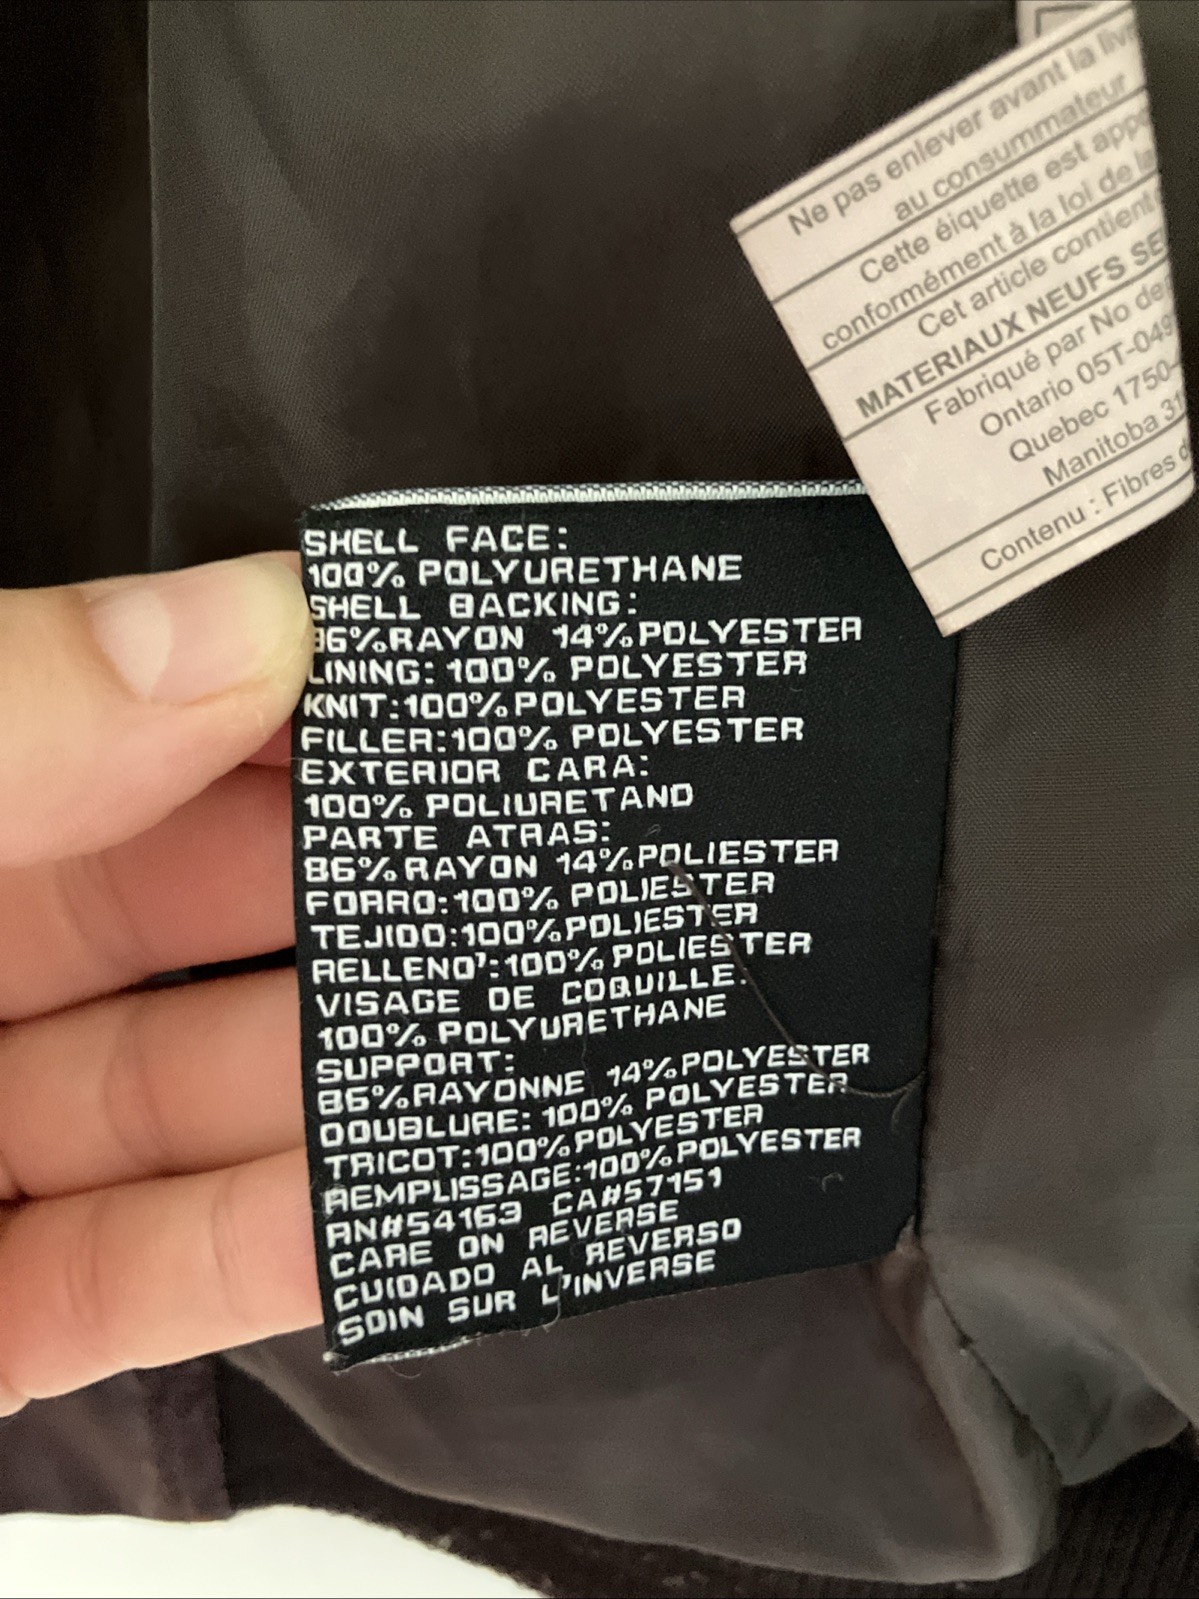 Ne pas enlever avant la
au consummateur
Cette éiquette est
conformément à la loi de
Cet article contient
MATERIAUX NEUFS
Fabriqué par No de
Ontario 05T-049
Quebec 1750-
Manitoba
Contenu : Fibres
SHELL FACE:
100% POLYURETHANE
SHELL BACKING:
86%RAYON 14%POLYESTER
LINING: 100% POLYESTER
KNIT:100%POLYESTER
FILLER:100% POLYESTER
EXTERIOR CARA:
100% POLIURETANO
PARTE ATRAS:
86%RAYON 14%POLIESTER
FORRO:100% POLIESTER
TEJIDO:100%POLIESTER
RELLENO':100%POLIESTER
VISAGE DE COQUILLE:
100%POLYURETHANE
SUPPORT:
86%RAYONNE 14%POLYESTER
DOUBLURE: 100% POLYESTER
TRICOT:100%POLYESTER
REMPLISSAGE:100%POLYESTER
RN#54163 CA#57151
CARE ON REVERSE
CUIDADO AL REVERSO
SOIN SUR L'INVERSE